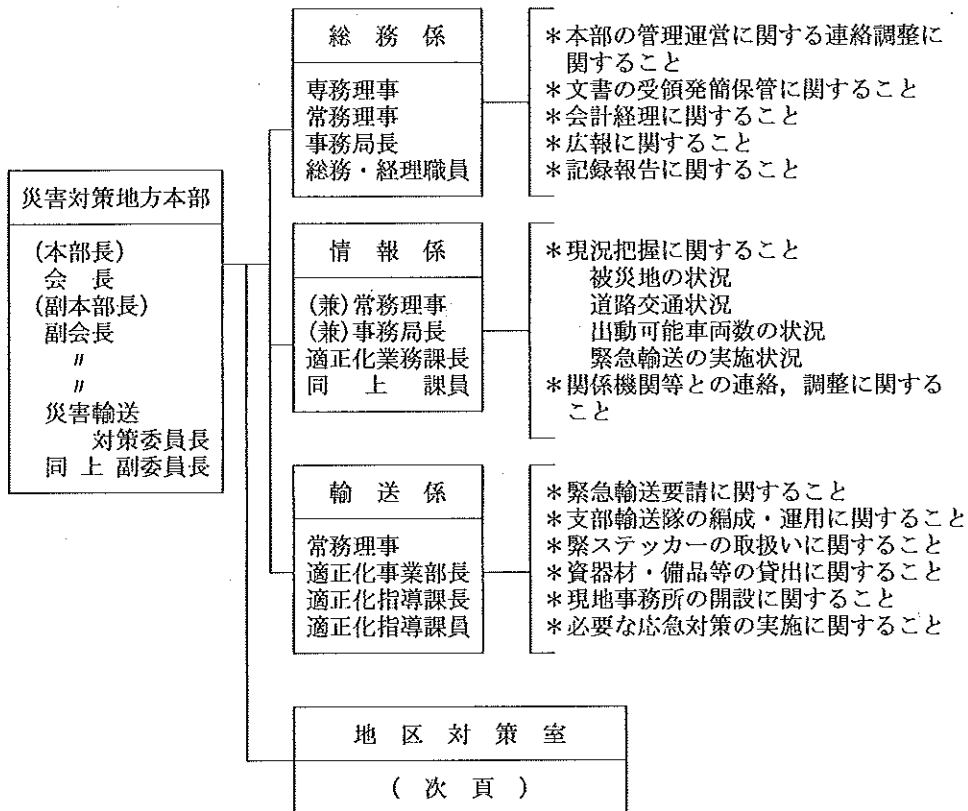 災害対策地方本部
(本部長)
会　長
(副本部長)
副会長
〃
〃
災害輸送
対策委員長
同 上 副委員長
総　務　係
専務理事
常務理事
事務局長
総務・経理職員
＊本部の管理運営に関する連絡調整に
関すること
＊文書の受領発簡保管に関すること
＊会計経理に関すること
＊広報に関すること
＊記録報告に関すること
情　報　係
(兼)常務理事
(兼)事務局長
適正化業務課長
同　上　課員
＊現況把握に関すること
被災地の状況
道路交通状況
出動可能車両数の状況
緊急輸送の実施状況
＊関係機関等との連絡，調整に関する
こと
輸　送　係
常務理事
適正化事業部長
適正化指導課長
適正化指導課員
＊緊急輸送要請に関すること
＊支部輸送隊の編成・運用に関すること
＊緊ステッカーの取扱いに関すること
＊資器材・備品等の貸出に関すること
＊現地事務所の開設に関すること
＊必要な応急対策の実施に関すること
地　区　対　策　室
(　次　頁　)